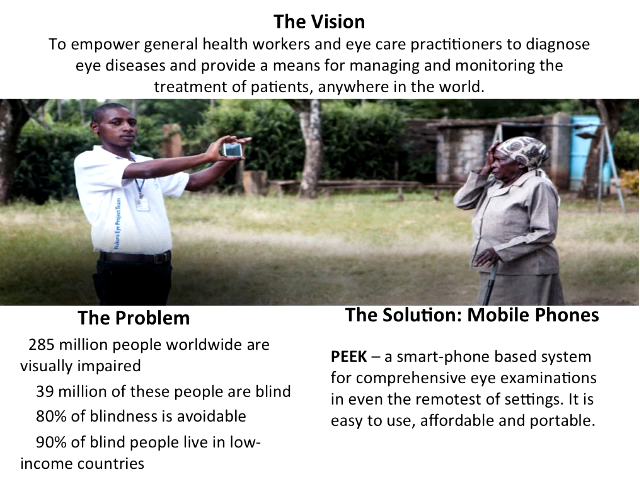 The Vision
To empower general health workers and eye care practitioners to diagnose
eye diseases and provide a means for managing and monitoring the
treatment of patients, anywhere in the world.
Future Eye Project Team
The Problem
285 million people worldwide are
visually impaired
39 million of these people are blind
80% of blindness is avoidable
90% of blind people live in low-
income countries
The Solution: Mobile Phones
PEEK – a smart-phone based system
for comprehensive eye examinations
in even the remotest of settings. It is
easy to use, affordable and portable.